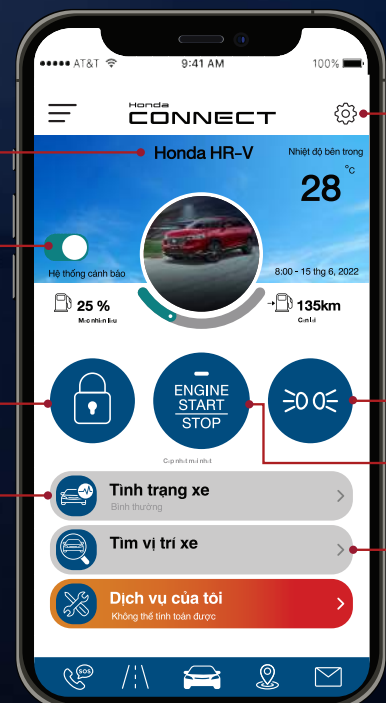 AT&T 9:41 AM 100%
Honda
CONNECT
Honda HR-V
Nhiệt độ bên trong
28 °C
Hệ thống cảnh báo
8:00 - 15 thg 6, 2022
25 %
135km
ENGINE
START
STOP
Tình trạng xe
Bình thường
Tìm vị trí xe
Dịch vụ của tôi
Không thể tính toán được
SOS